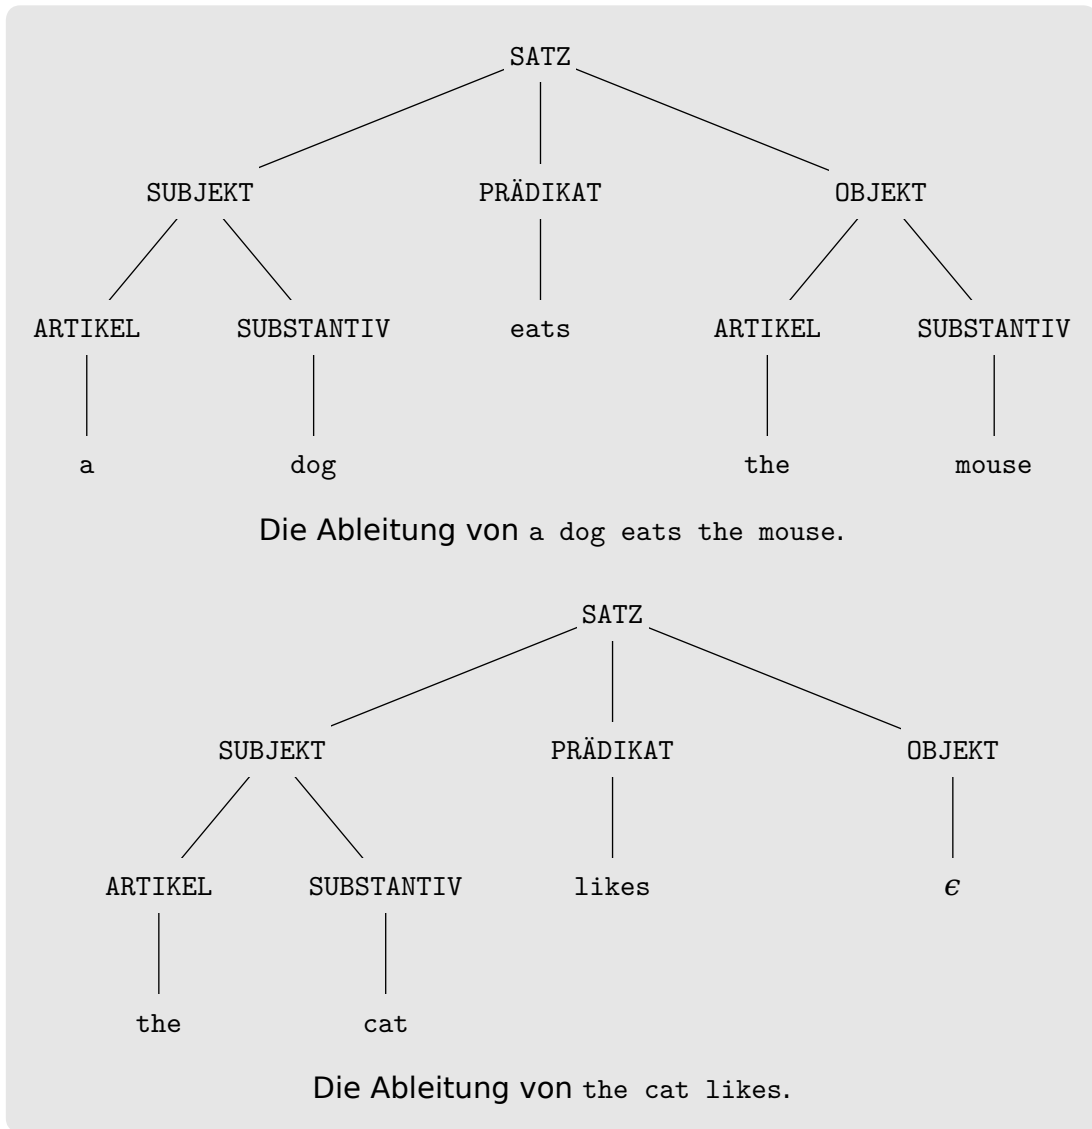 SATZ
SUBJEKT PRÄDIKAT OBJEKT
ARTIKEL SUBSTANTIV eats ARTIKEL SUBSTANTIV
a dog the mouse
Die Ableitung von a dog eats the mouse.
SATZ
SUBJEKT PRÄDIKAT OBJEKT
ARTIKEL SUBSTANTIV likes ϵ
the cat
Die Ableitung von the cat likes.